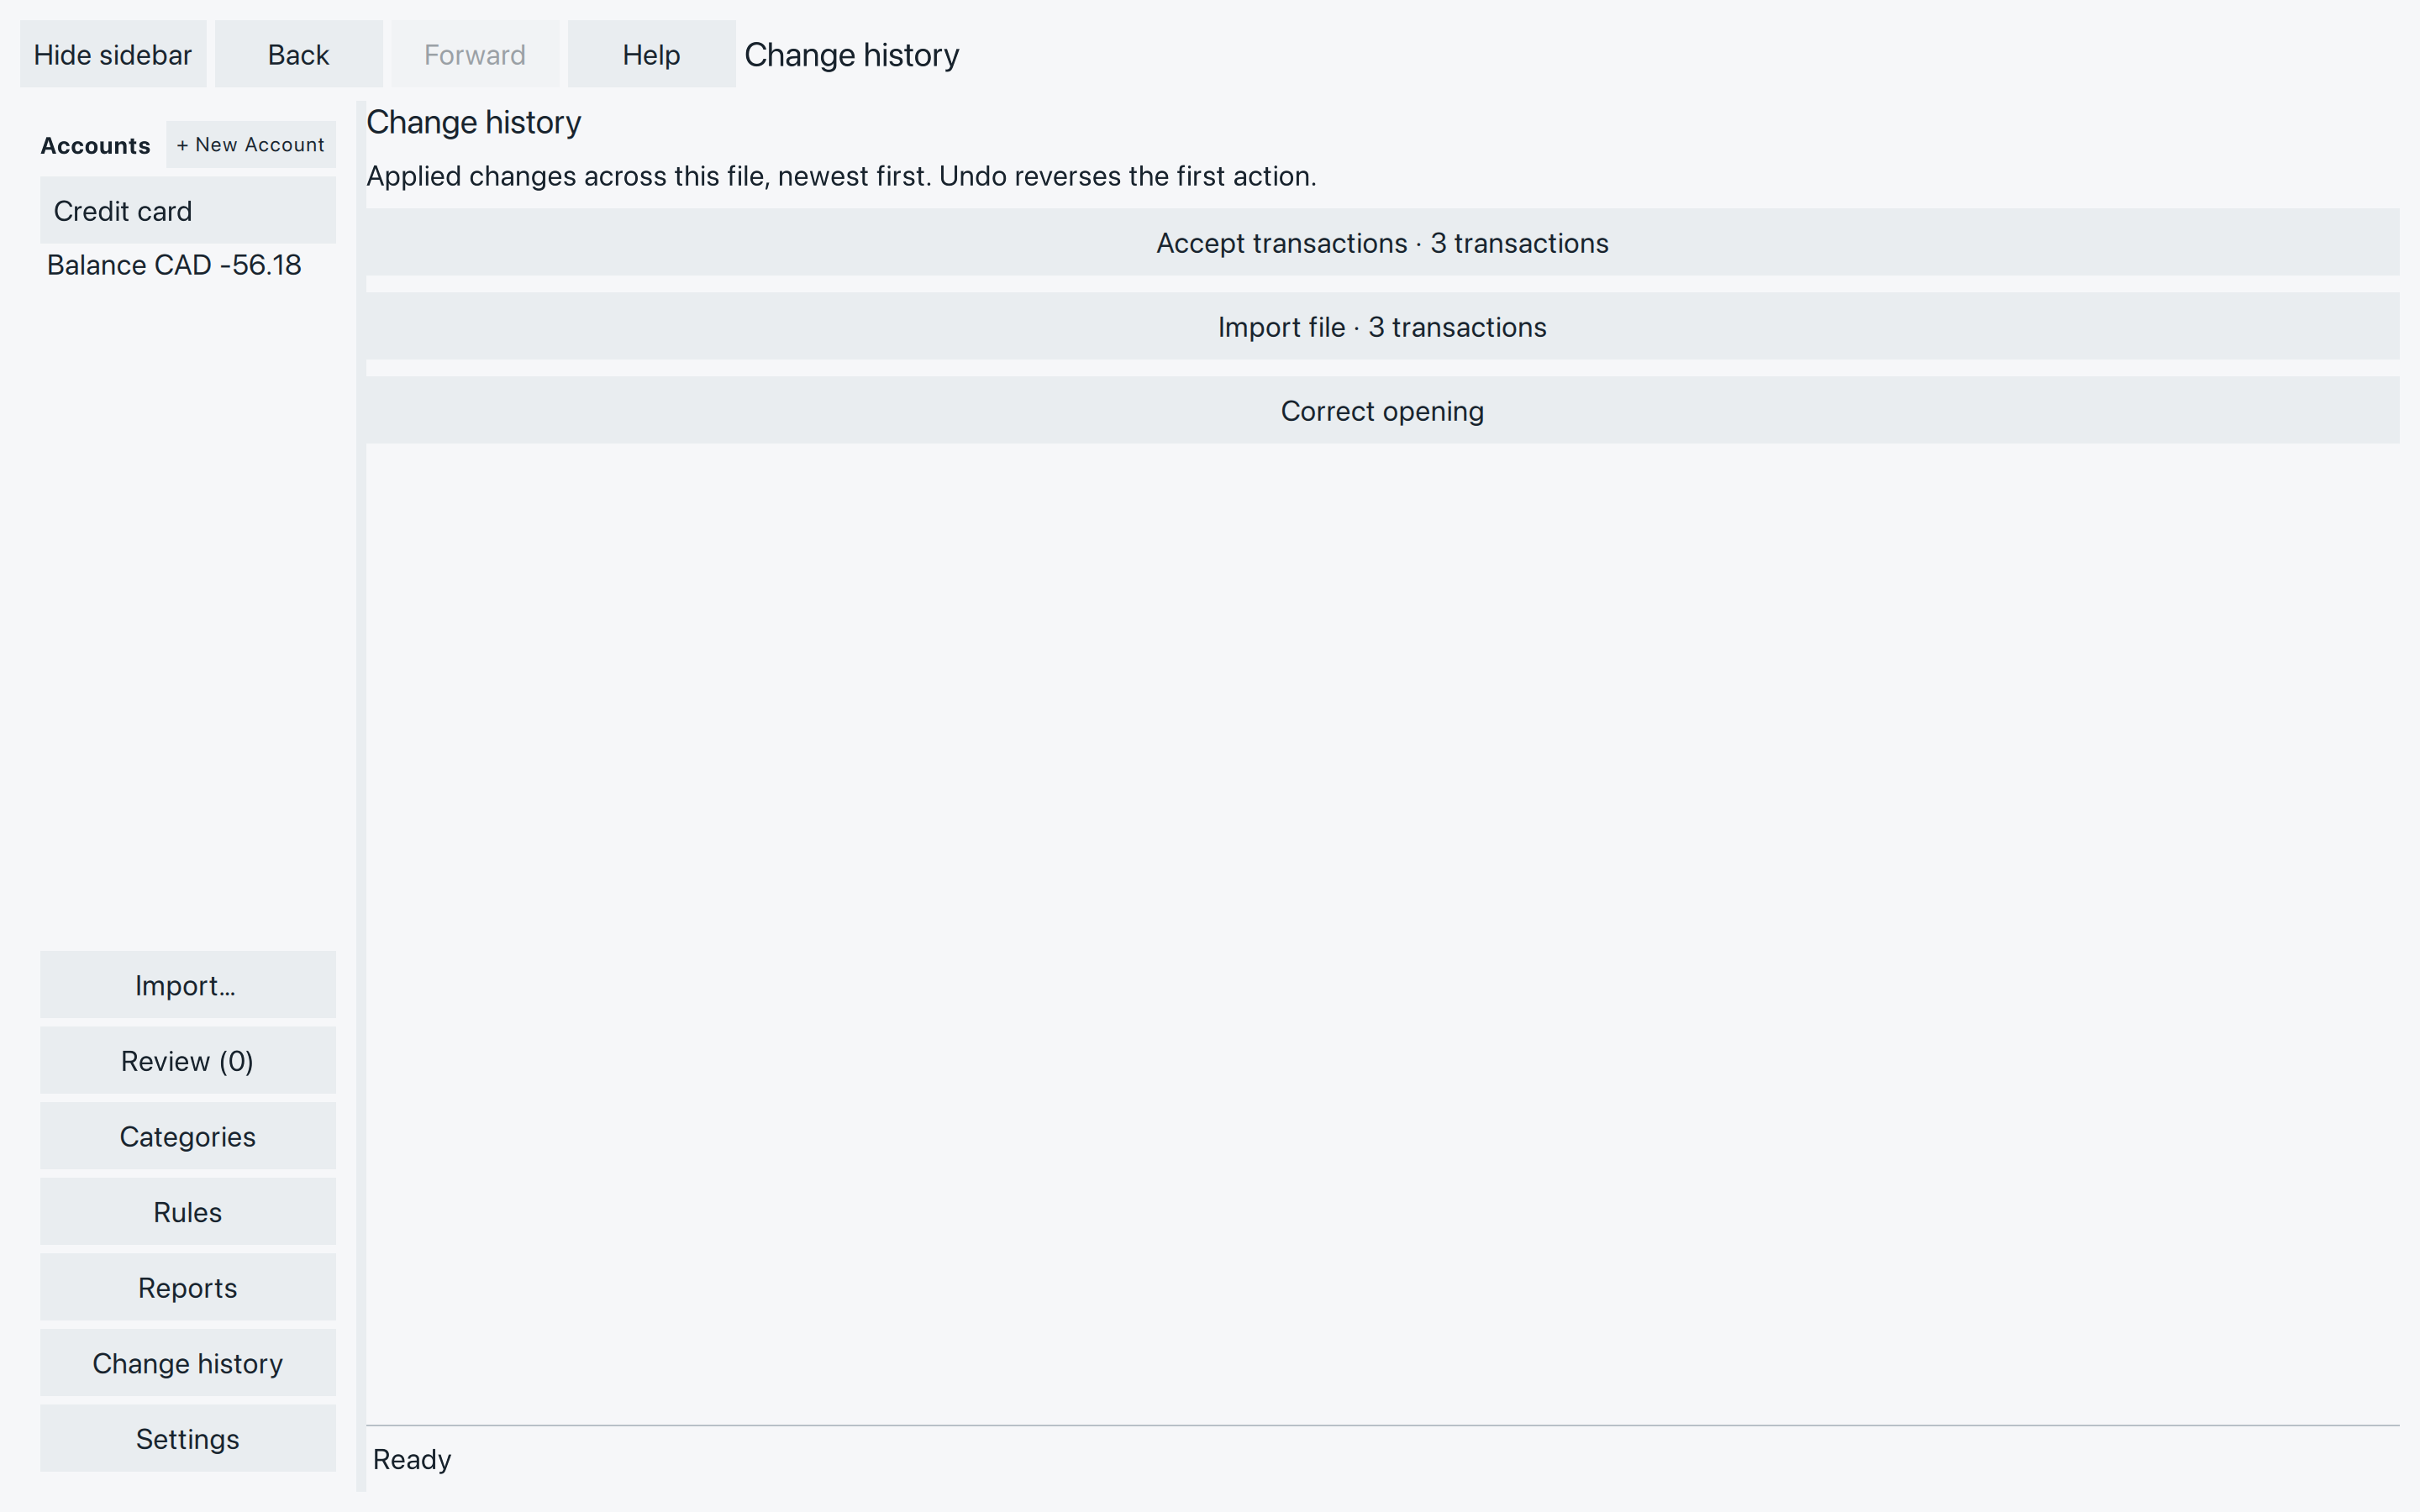 Hide sidebar
Back
Forward
Help
Change history
Accounts
+ New Account
Credit card
Balance CAD -56.18
Import...
Review (0)
Categories
Rules
Reports
Change history
Settings
Change history
Applied changes across this file, newest first. Undo reverses the first action.
Accept transactions · 3 transactions
Import file · 3 transactions
Correct opening
Ready